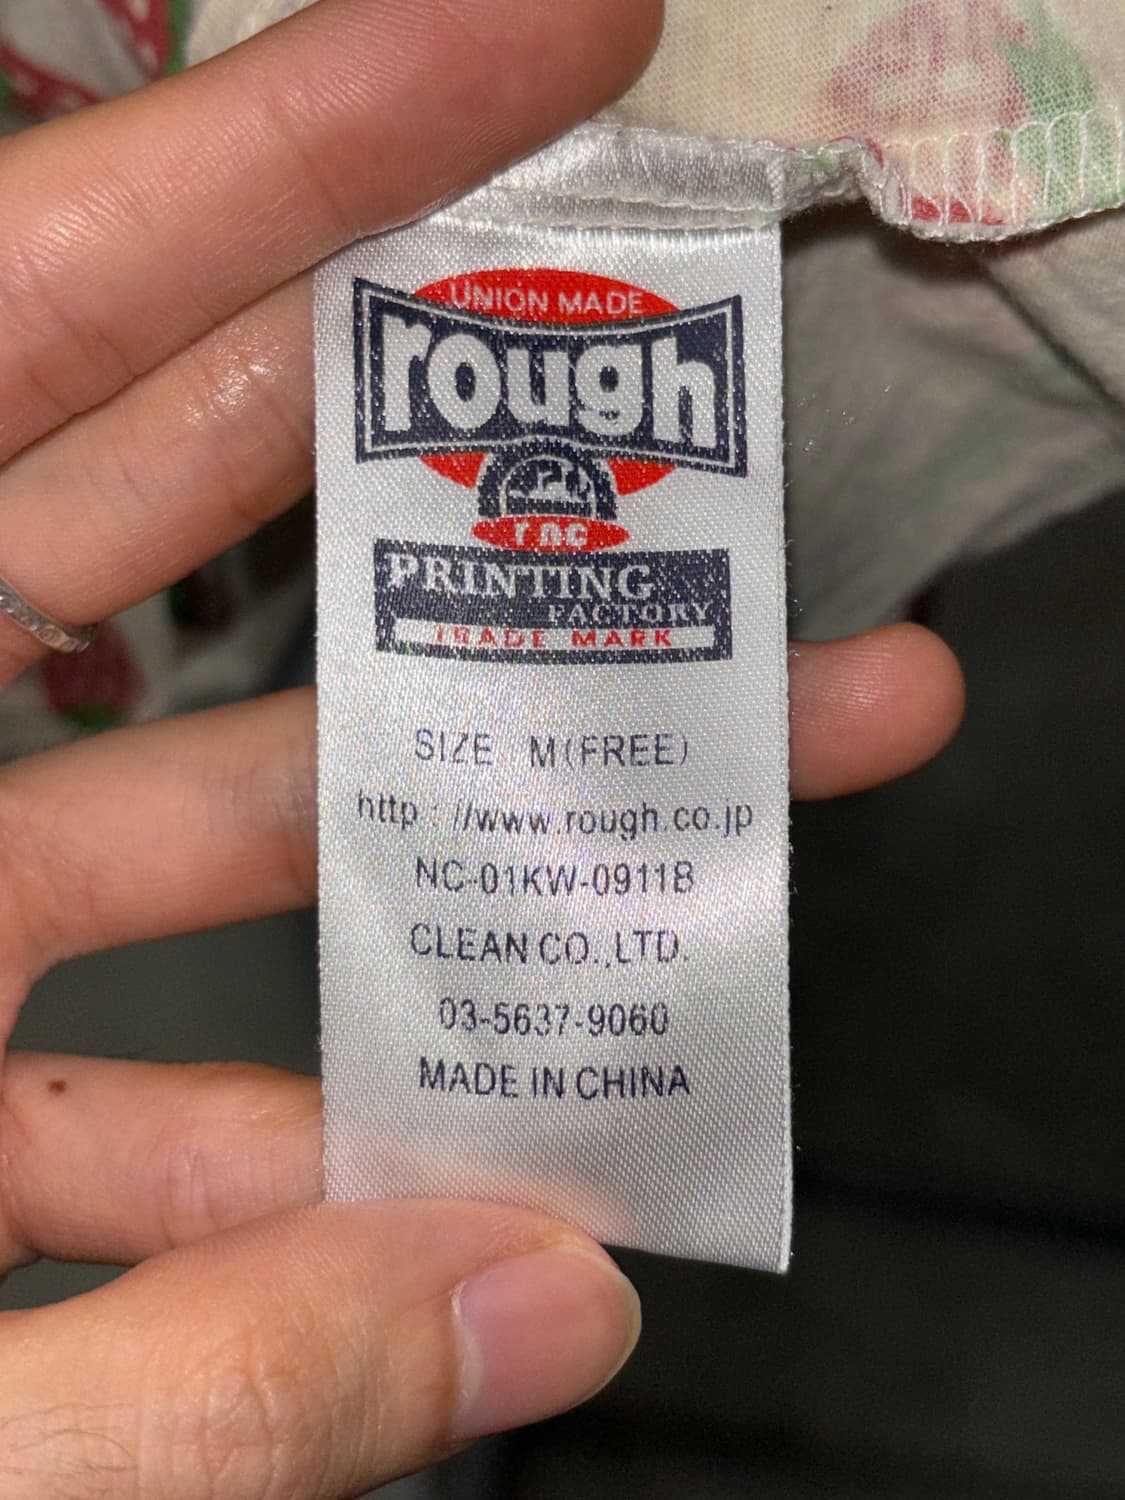 UNION MADE
rough
rnc
PRINTING
FACTORY
TRADE MARK
SIZE M(FREE)
http://www.rough.co.jp
NC-01KW-0911B
CLEAN CO.,LTD.
03-5637-9060
MADE IN CHINA